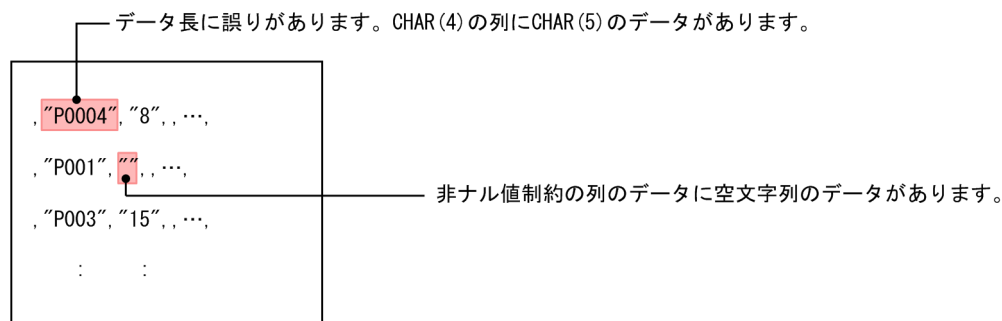 データ長に誤りがあります。CHAR(4)の列にCHAR(5)のデータがあります。
,"P0004","8",,…,
,"P001","",,…,
非ナル値制約の列のデータに空文字列のデータがあります。
,"P003","15",,…,
: :